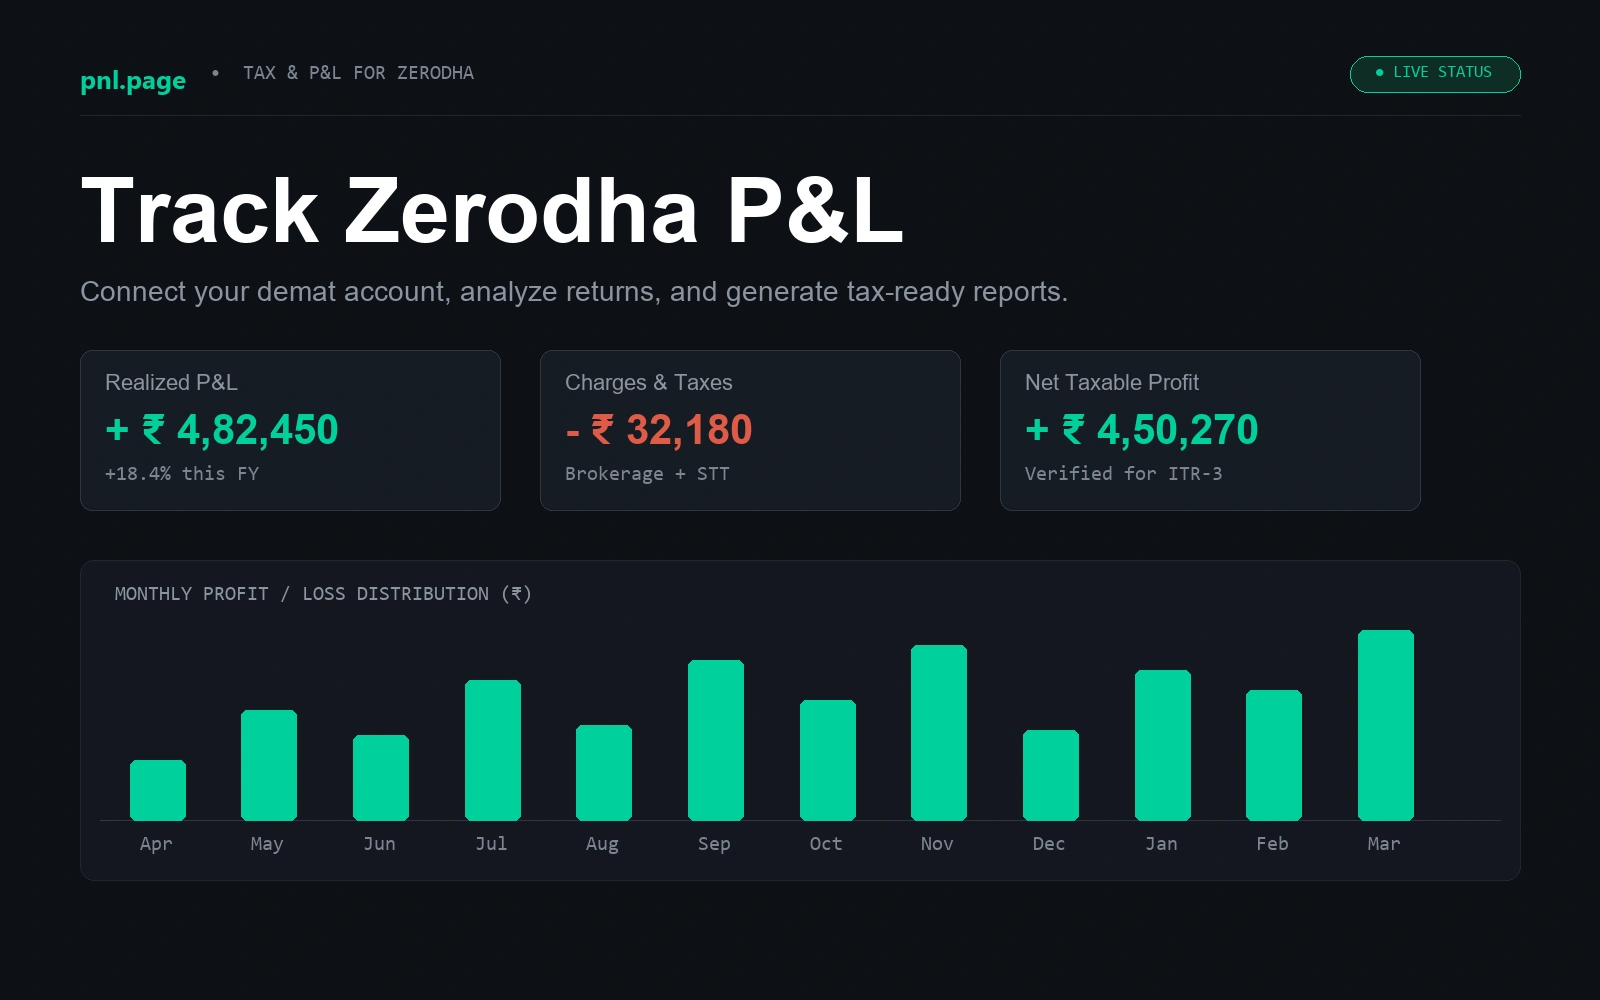 pnl.page • TAX & P&L FOR ZERODHA
● LIVE STATUS
Track Zerodha P&L
Connect your demat account, analyze returns, and generate tax-ready reports.
Realized P&L
+ ₹ 4,82,450
+18.4% this FY
Charges & Taxes
- ₹ 32,180
Brokerage + STT
Net Taxable Profit
+ ₹ 4,50,270
Verified for ITR-3
MONTHLY PROFIT / LOSS DISTRIBUTION (₹)
Apr May Jun Jul Aug Sep Oct Nov Dec Jan Feb Mar